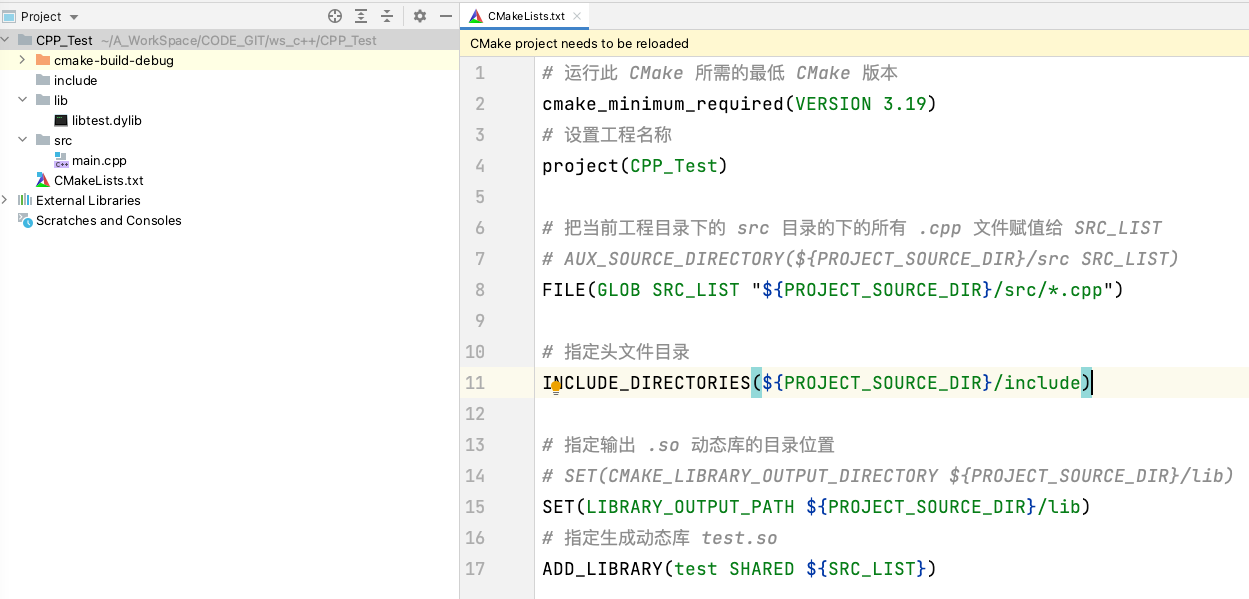 Project
CMakeLists.txt
CPP_Test ~/A_WorkSpace/CODE_GIT/ws_c++/CPP_Test
cmake-build-debug
include
lib
libtest.dylib
src
main.cpp
CMakeLists.txt
External Libraries
Scratches and Consoles
CMake project needs to be reloaded
1 # 运行此 CMake 所需的最低 CMake 版本
2 cmake_minimum_required(VERSION 3.19)
3 # 设置工程名称
4 project(CPP_Test)
5
6 # 把当前工程目录下的 src 目录的下的所有 .cpp 文件赋值给 SRC_LIST
7 # AUX_SOURCE_DIRECTORY(${PROJECT_SOURCE_DIR}/src SRC_LIST)
8 FILE(GLOB SRC_LIST "${PROJECT_SOURCE_DIR}/src/*.cpp")
9
10 # 指定头文件目录
11 INCLUDE_DIRECTORIES(${PROJECT_SOURCE_DIR}/include)
12
13 # 指定输出 .so 动态库的目录位置
14 # SET(CMAKE_LIBRARY_OUTPUT_DIRECTORY ${PROJECT_SOURCE_DIR}/lib)
15 SET(LIBRARY_OUTPUT_PATH ${PROJECT_SOURCE_DIR}/lib)
16 # 指定生成动态库 test.so
17 ADD_LIBRARY(test SHARED ${SRC_LIST})